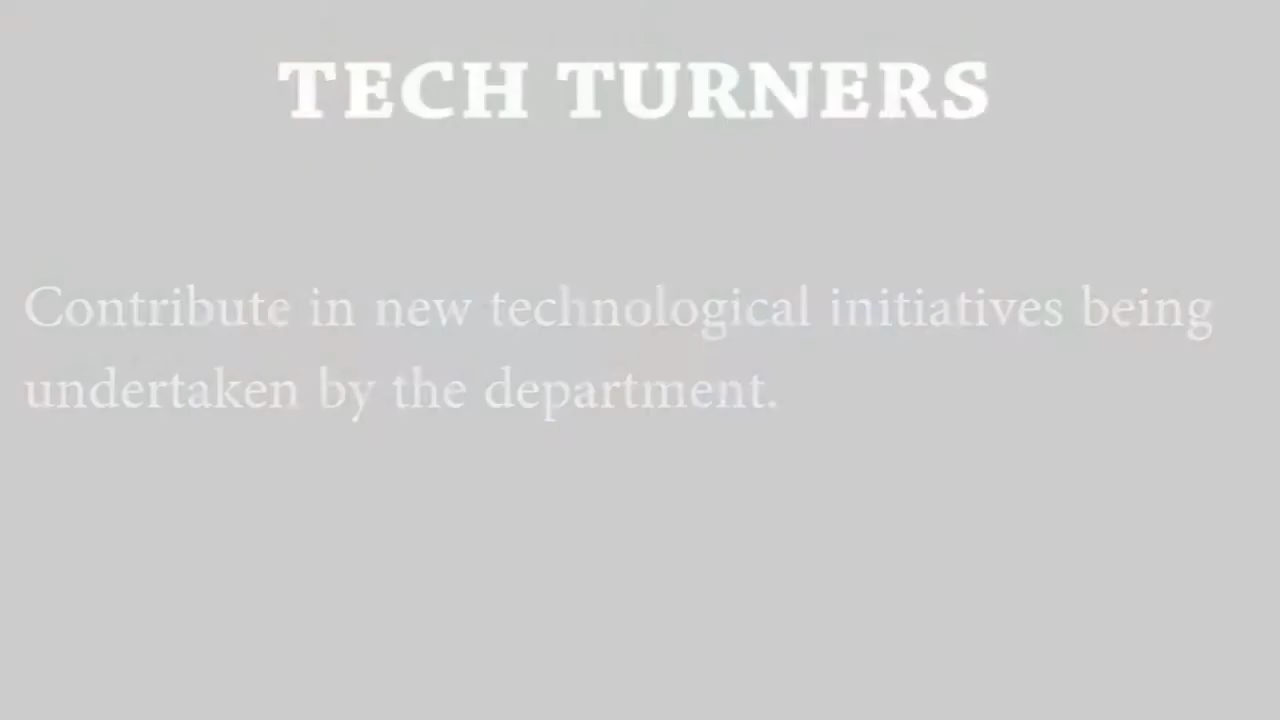 TECH TURNERS
Contribute in new technological initiatives being
undertaken by the department.